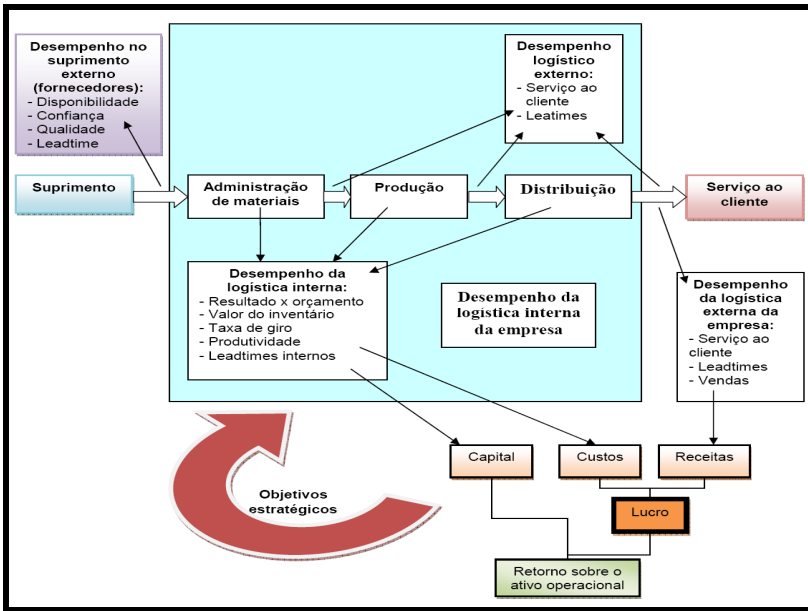 Desempenho no
suprimento
externo
(fornecedores):
- Disponibilidade
- Confiança
- Qualidade
- Leadtime
Desempenho
logístico
externo:
- Serviço ao
cliente
- Leatimes
Suprimento
Administração
de materiais
Produção
Distribuição
Serviço ao
cliente
Desempenho da
logística interna:
- Resultado x orçamento
- Valor do inventário
- Taxa de giro
- Produtividade
- Leadtimes internos
Desempenho da
logística interna
da empresa
Desempenho
da logística
externa da
empresa:
- Serviço ao
cliente
- Leadtimes
- Vendas
Objetivos
estratégicos
Capital
Custos
Receitas
Lucro
Retorno sobre o
ativo operacional